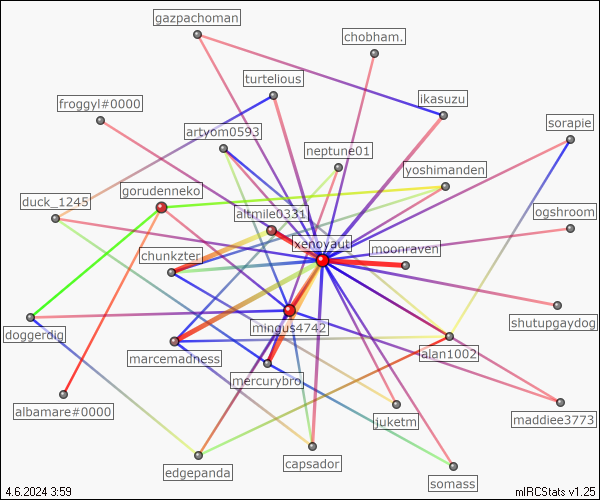 gazpachoman
chobham.
turtelious
froggyl#0000
ikasuzu
sorapie
artyom0593
neptune01
yoshimanden
gorudenneko
duck_1245
altmile0331
ogshroom
xenoyaut
moonraven
chunkzter
shutupgaydog
mingus4742
doggerdig
marcemadness
alan1002
mercurybro
albamare#0000
juketm
maddiee3773
capsador
edgepanda
somass
4.6.2024 3:59
mIRCStats v1.25